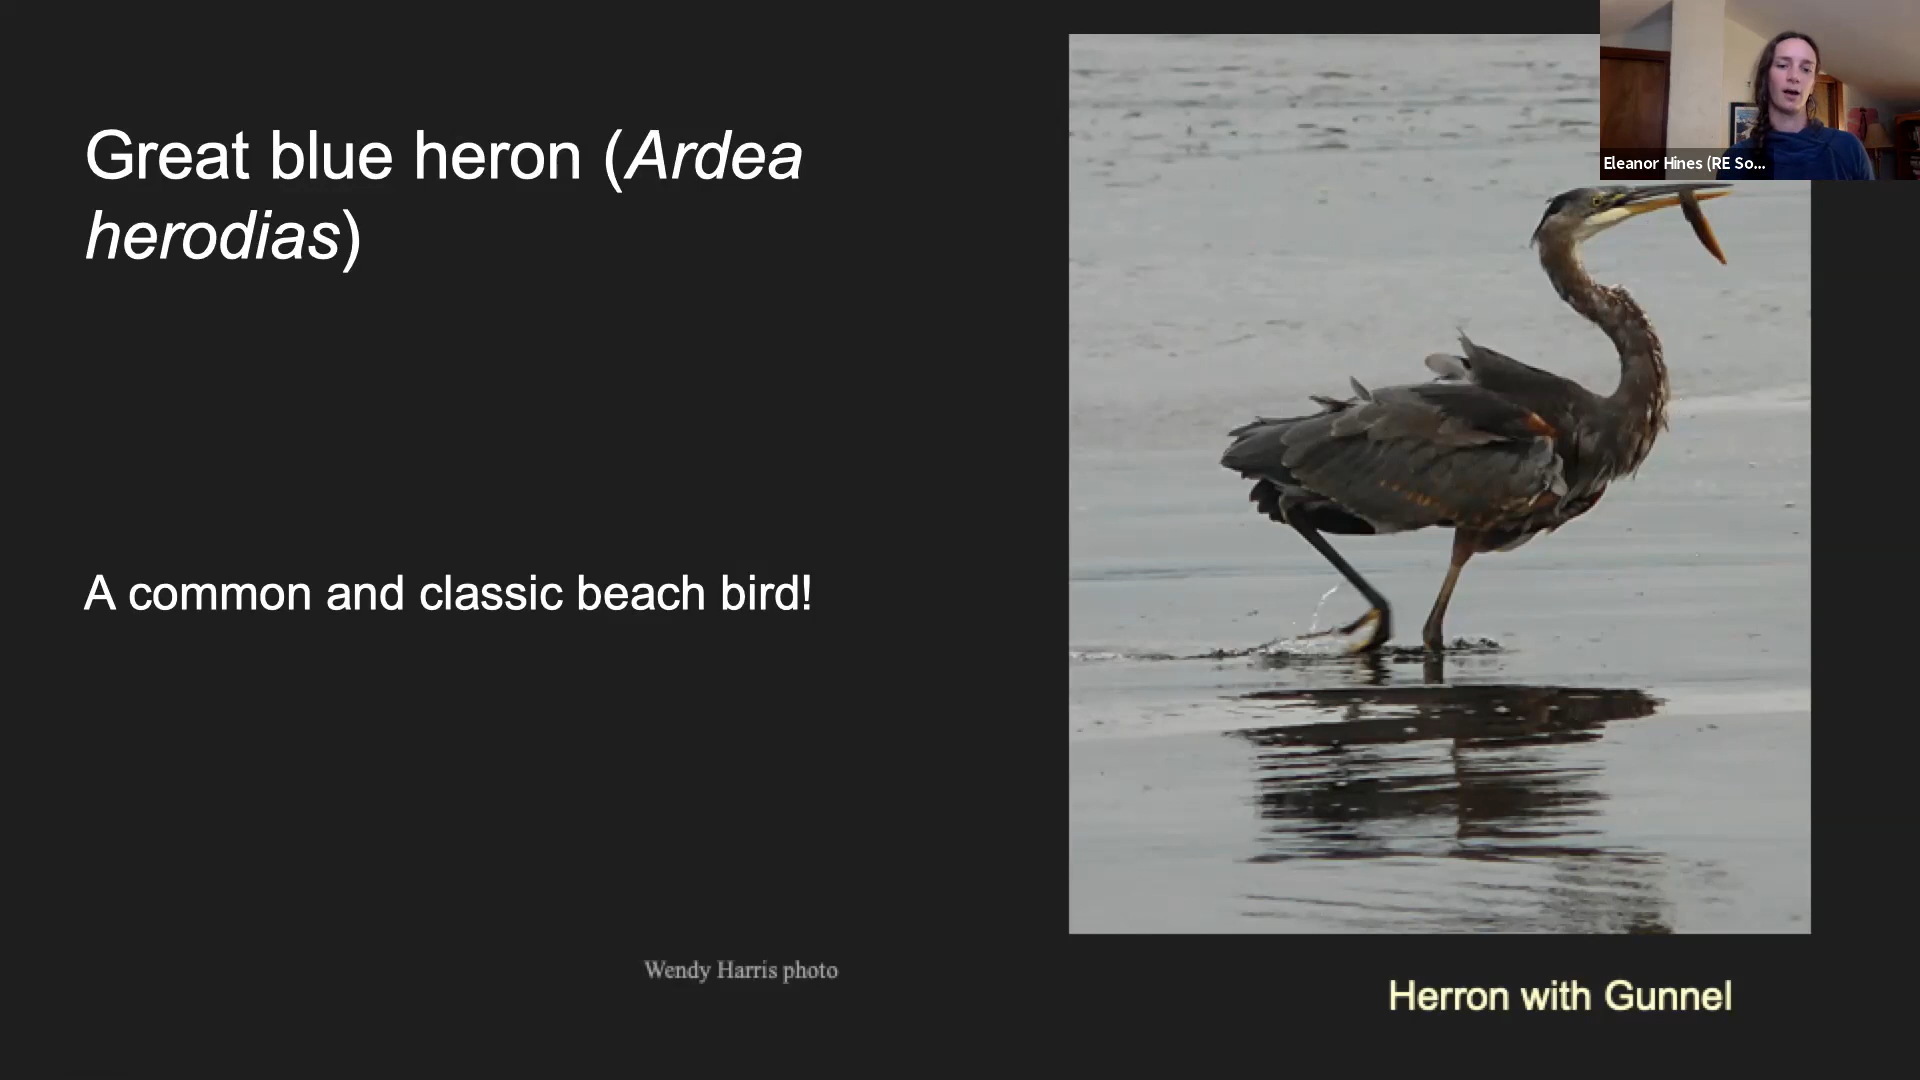 Great blue heron (Ardea
herodias)
Eleanor Hines (RE So...
A common and classic beach bird!
Wendy Harris photo
Herron with Gunnel